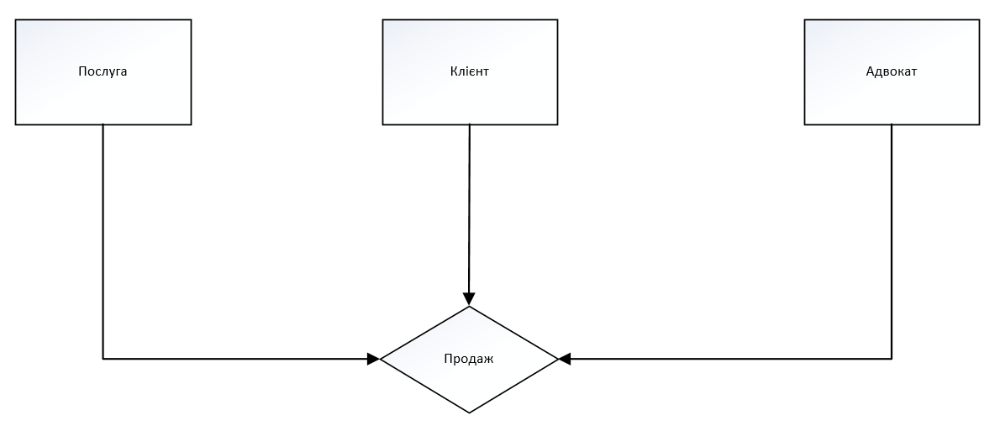 Послуга
Клієнт
Адвокат
Продаж